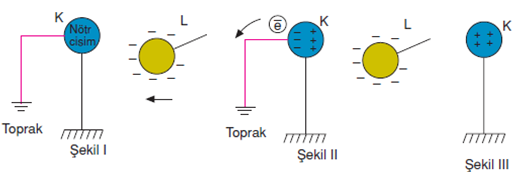 K
Nötr
cisim
L
Toprak
Şekil I
ē
K
L
Toprak
Şekil II
K
Şekil III